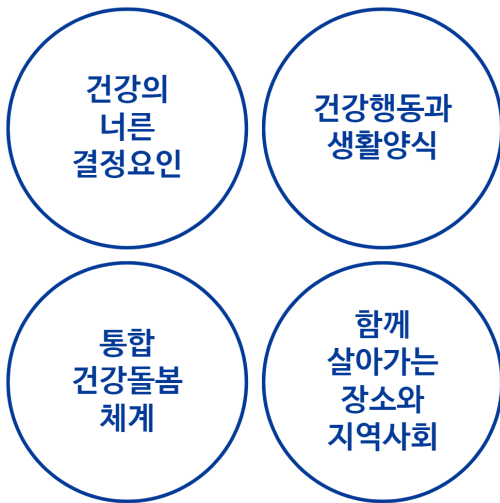 건강의
너른
결정요인
건강행동과
생활양식
통합
건강돌봄
체계
함께
살아가는
장소와
지역사회